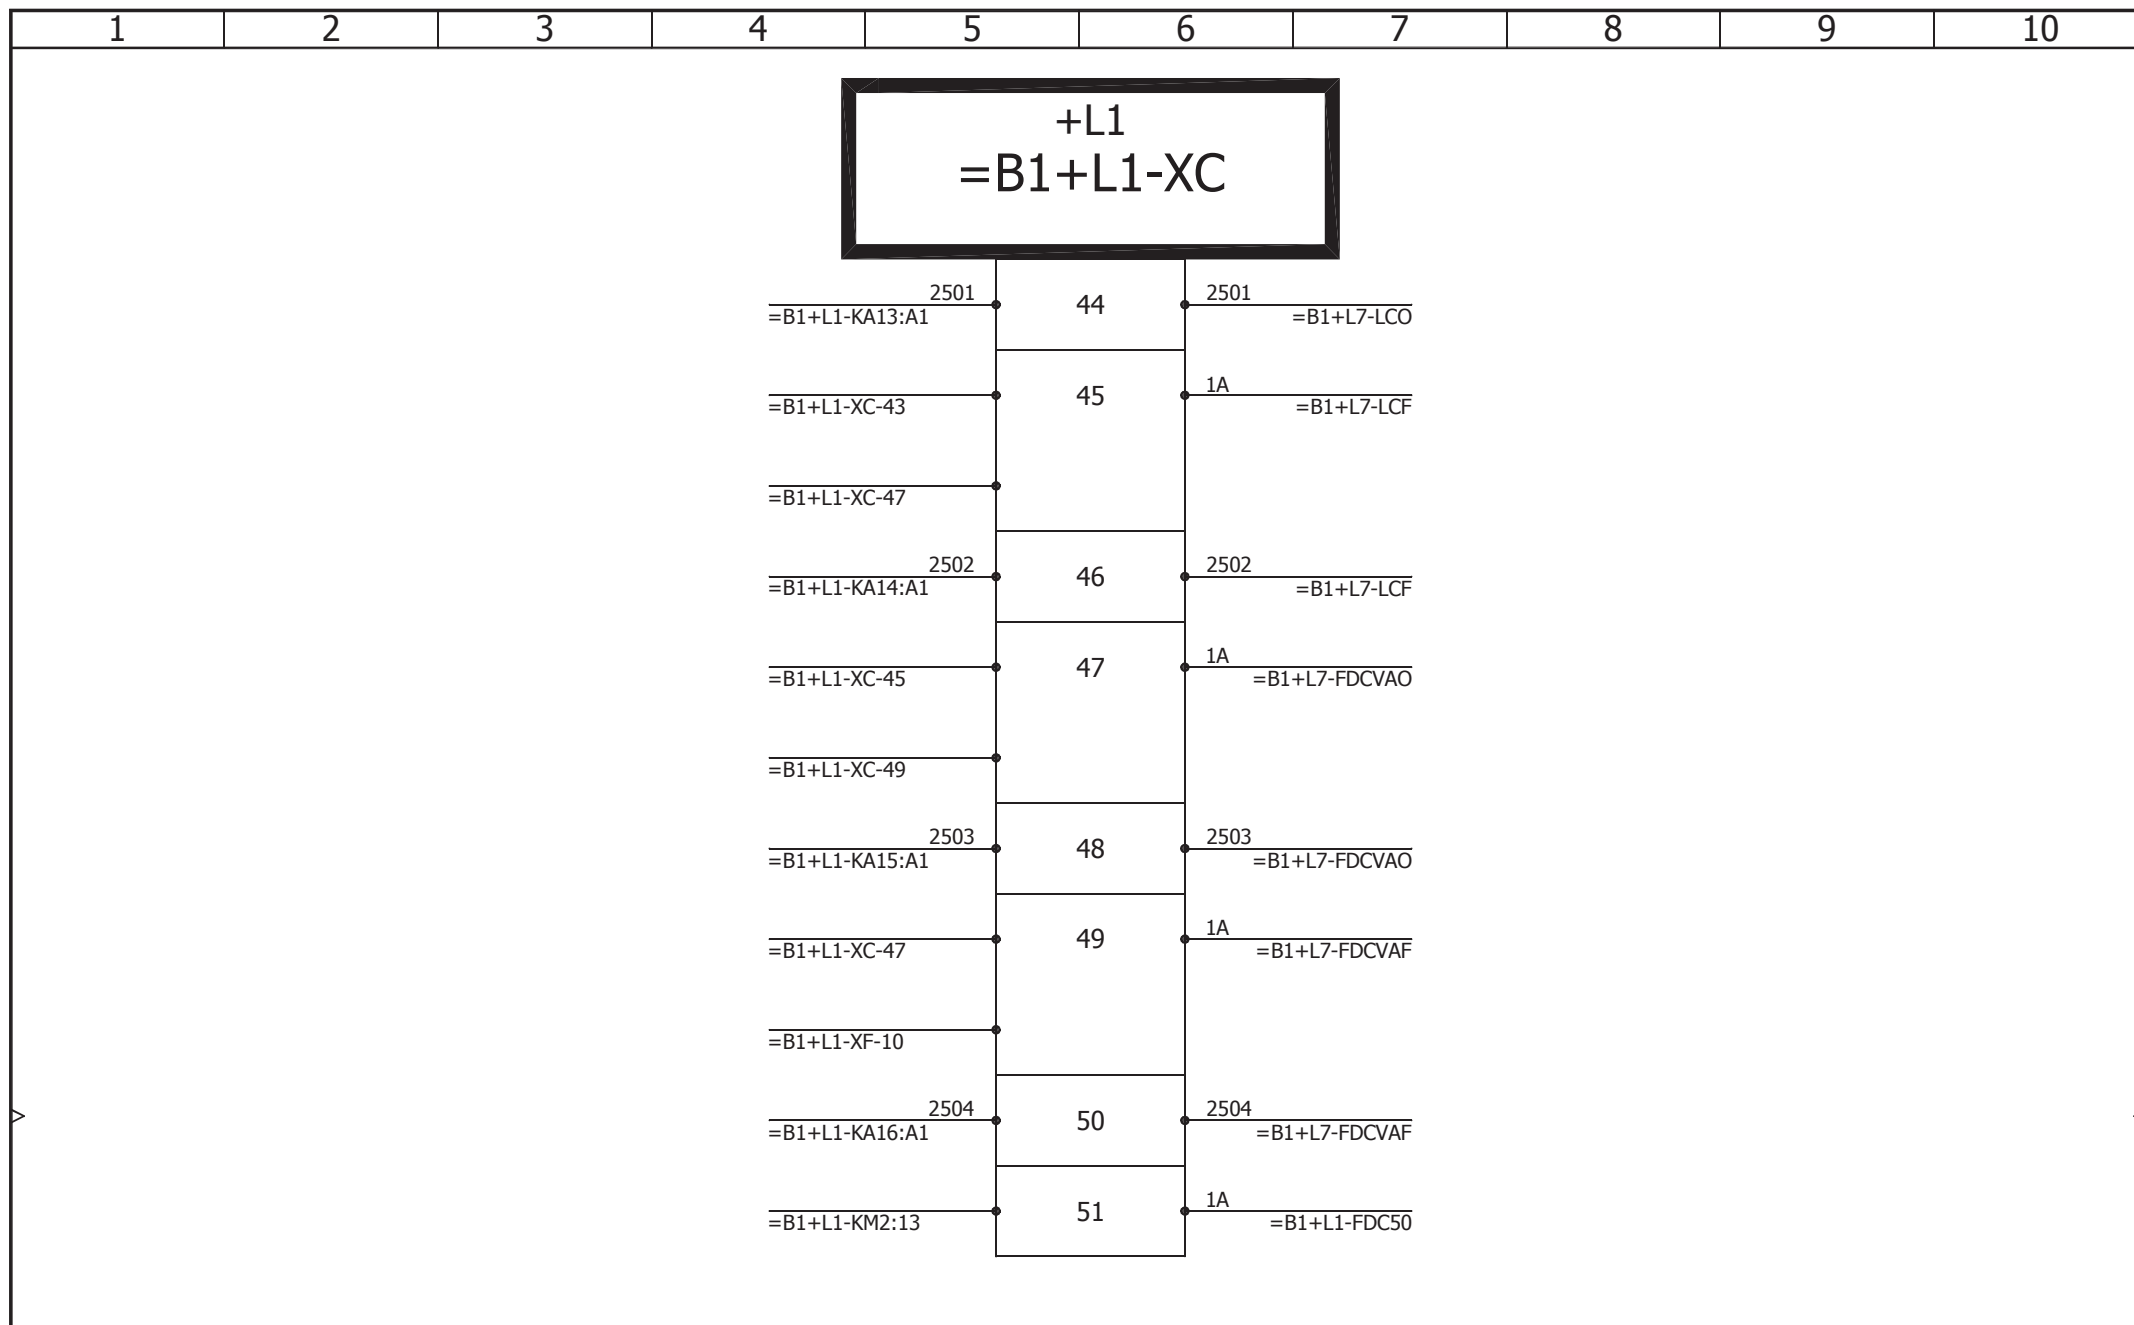 1 2 3 4 5 6 7 8 9 10
+L1
=B1+L1-XC
2501 44 2501
=B1+L1-KA13:A1 =B1+L7-LCO
45 1A
=B1+L1-XC-43 =B1+L7-LCF
=B1+L1-XC-47
2502 46 2502
=B1+L1-KA14:A1 =B1+L7-LCF
47 1A
=B1+L1-XC-45 =B1+L7-FDCVAO
=B1+L1-XC-49
2503 48 2503
=B1+L1-KA15:A1 =B1+L7-FDCVAO
49 1A
=B1+L1-XC-47 =B1+L7-FDCVAF
=B1+L1-XF-10
2504 50 2504
=B1+L1-KA16:A1 =B1+L7-FDCVAF
51 1A
=B1+L1-KM2:13 =B1+L1-FDC50